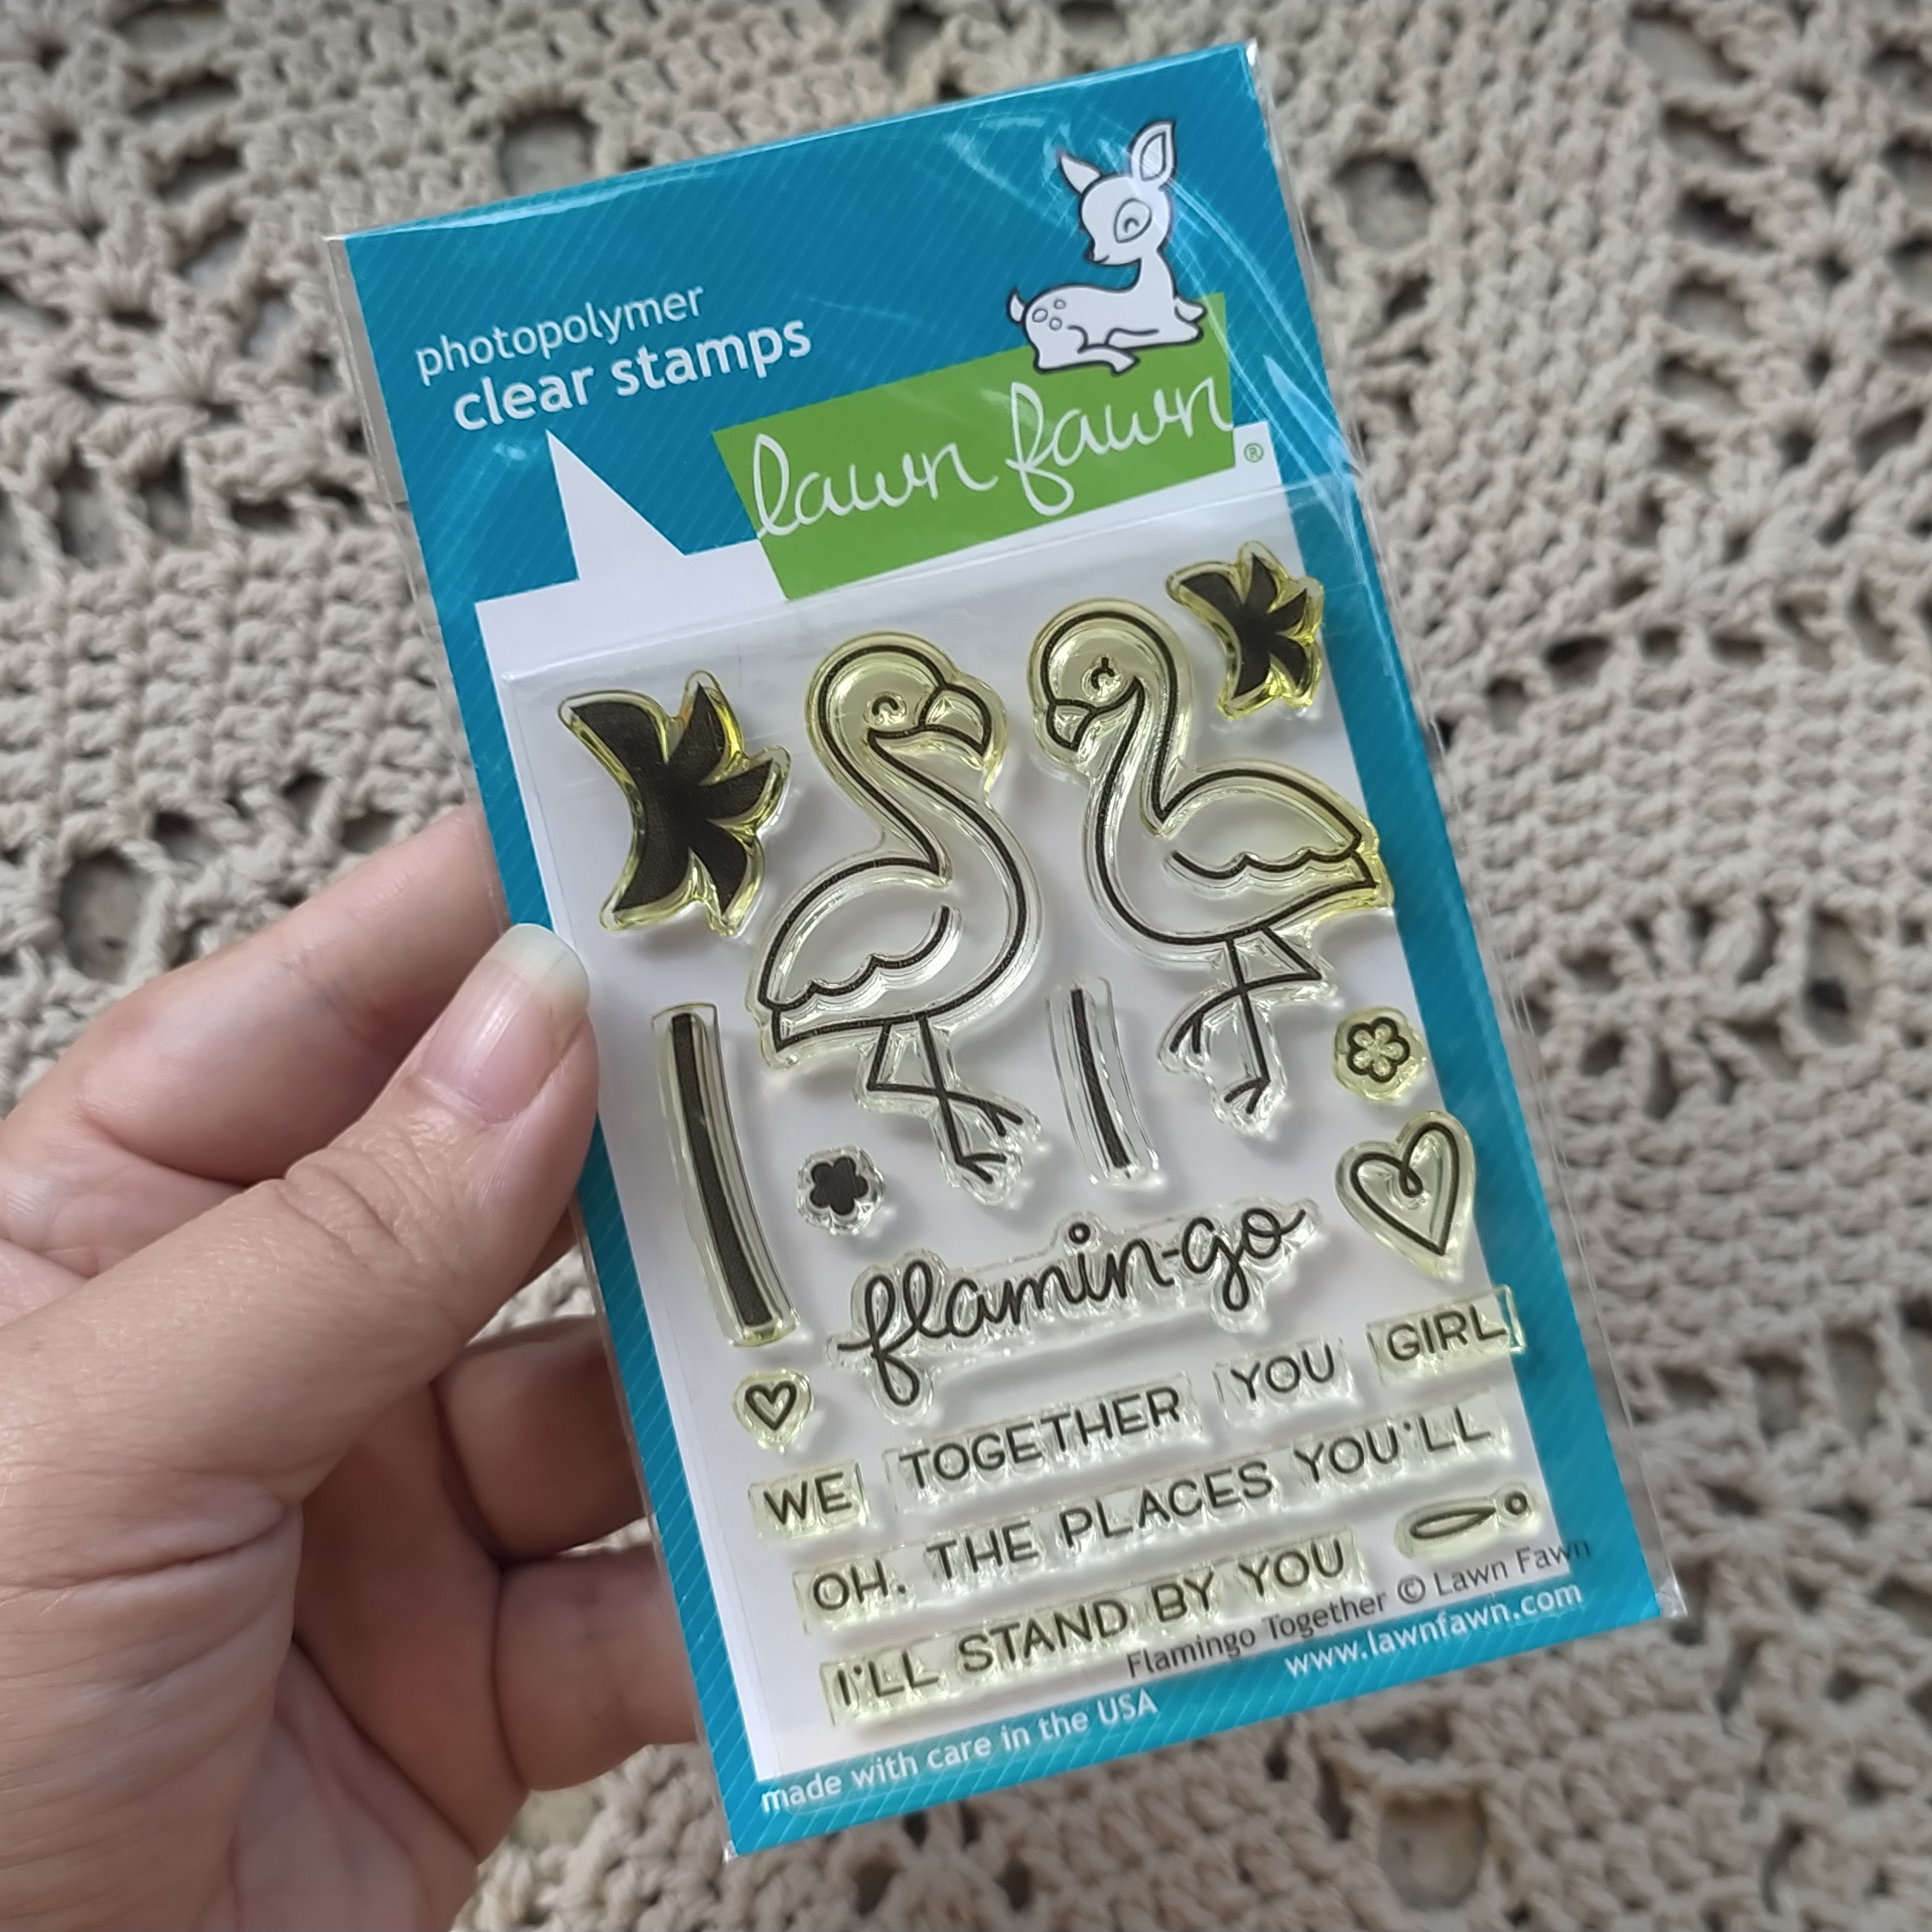 photopolymer
clear stamps
lawn fawn®
flamin-go
WE TOGETHER YOU GIRL!
OH, THE PLACES YOU'LL
I'LL STAND BY YOU
Flamingo Together © Lawn Fawn
made with care in the USA www.lawnfawn.com